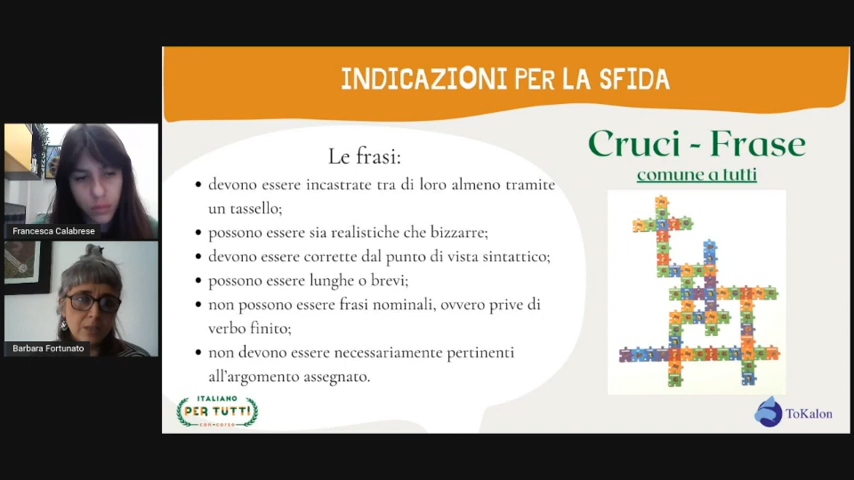 INDICAZIONI PER LA SFIDA
Francesca Calabrese
Barbara Fortunato
Le frasi:
• devono essere incastrate tra di loro almeno tramite
un tassello;
• possono essere sia realistiche che bizzarre;
• devono essere corrette dal punto di vista sintattico;
• possono essere lunghe o brevi;
• non possono essere frasi nominali, ovvero prive di
verbo finito;
• non devono essere necessariamente pertinenti
all'argomento assegnato.
Cruci - Frase
comune a tutti
ITALIANO
PER TUTTI
con•corso
ToKalon